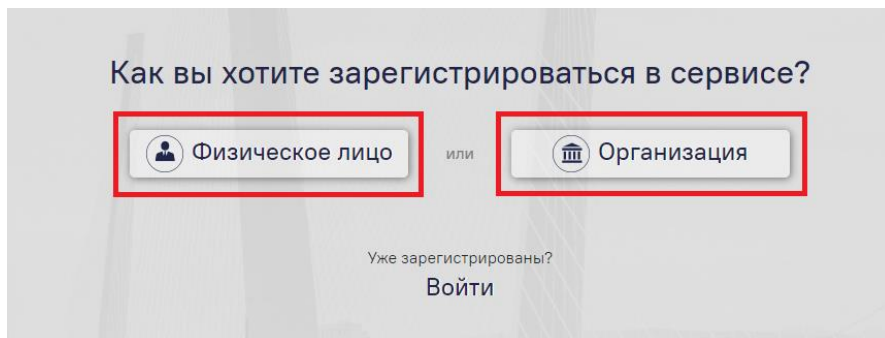 Как вы хотите зарегистрироваться в сервисе?
Физическое лицо или Организация
Уже зарегистрированы?
Войти